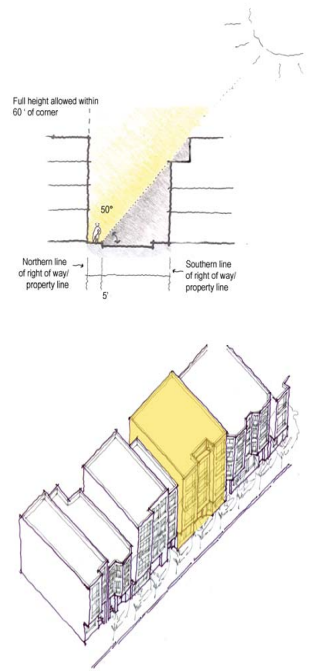 Full height allowed within
60 ' of corner
50°
Northern line
of right of way/
property line
Southern line
of right of way/
property line
5'